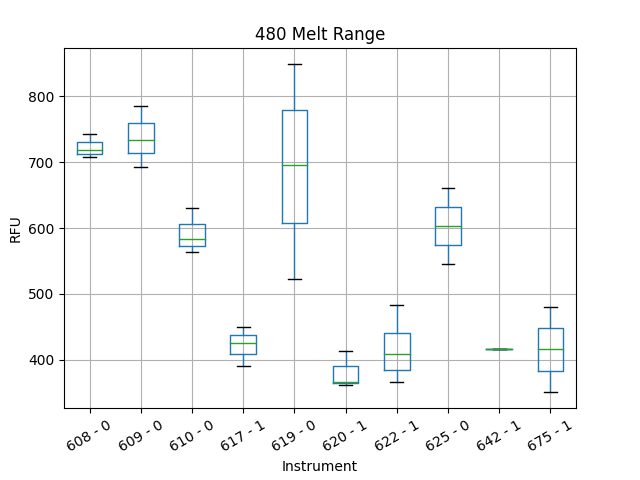 480 Melt Range
800
700
600
500
400
RFU
608 - 0
609 - 0
610 - 0
617 - 1
619 - 0
620 - 1
622 - 1
625 - 0
642 - 1
675 - 1
Instrument